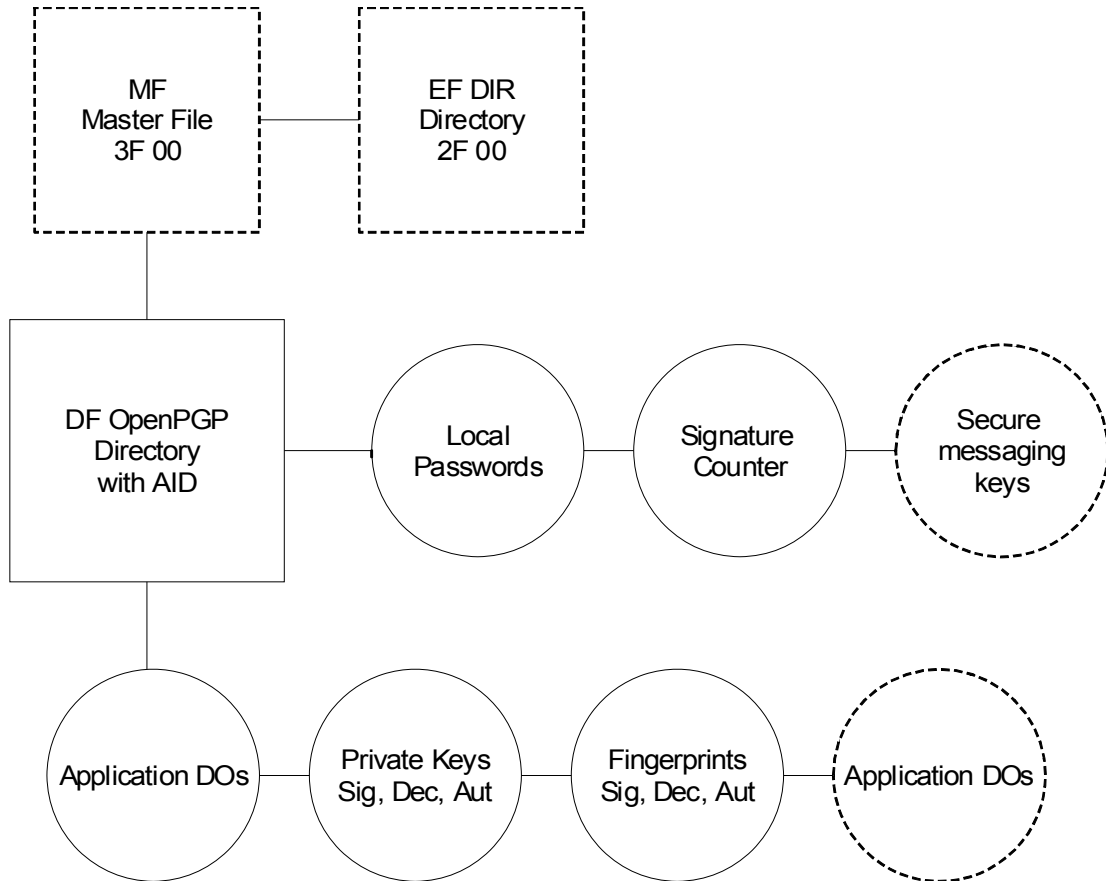 MF
Master File
3F 00
EF DIR
Directory
2F 00
DF OpenPGP
Directory
with AID
Local
Passwords
Signature
Counter
Secure
messaging
keys
Application DOs
Private Keys
Sig, Dec, Aut
Fingerprints
Sig, Dec, Aut
Application DOs